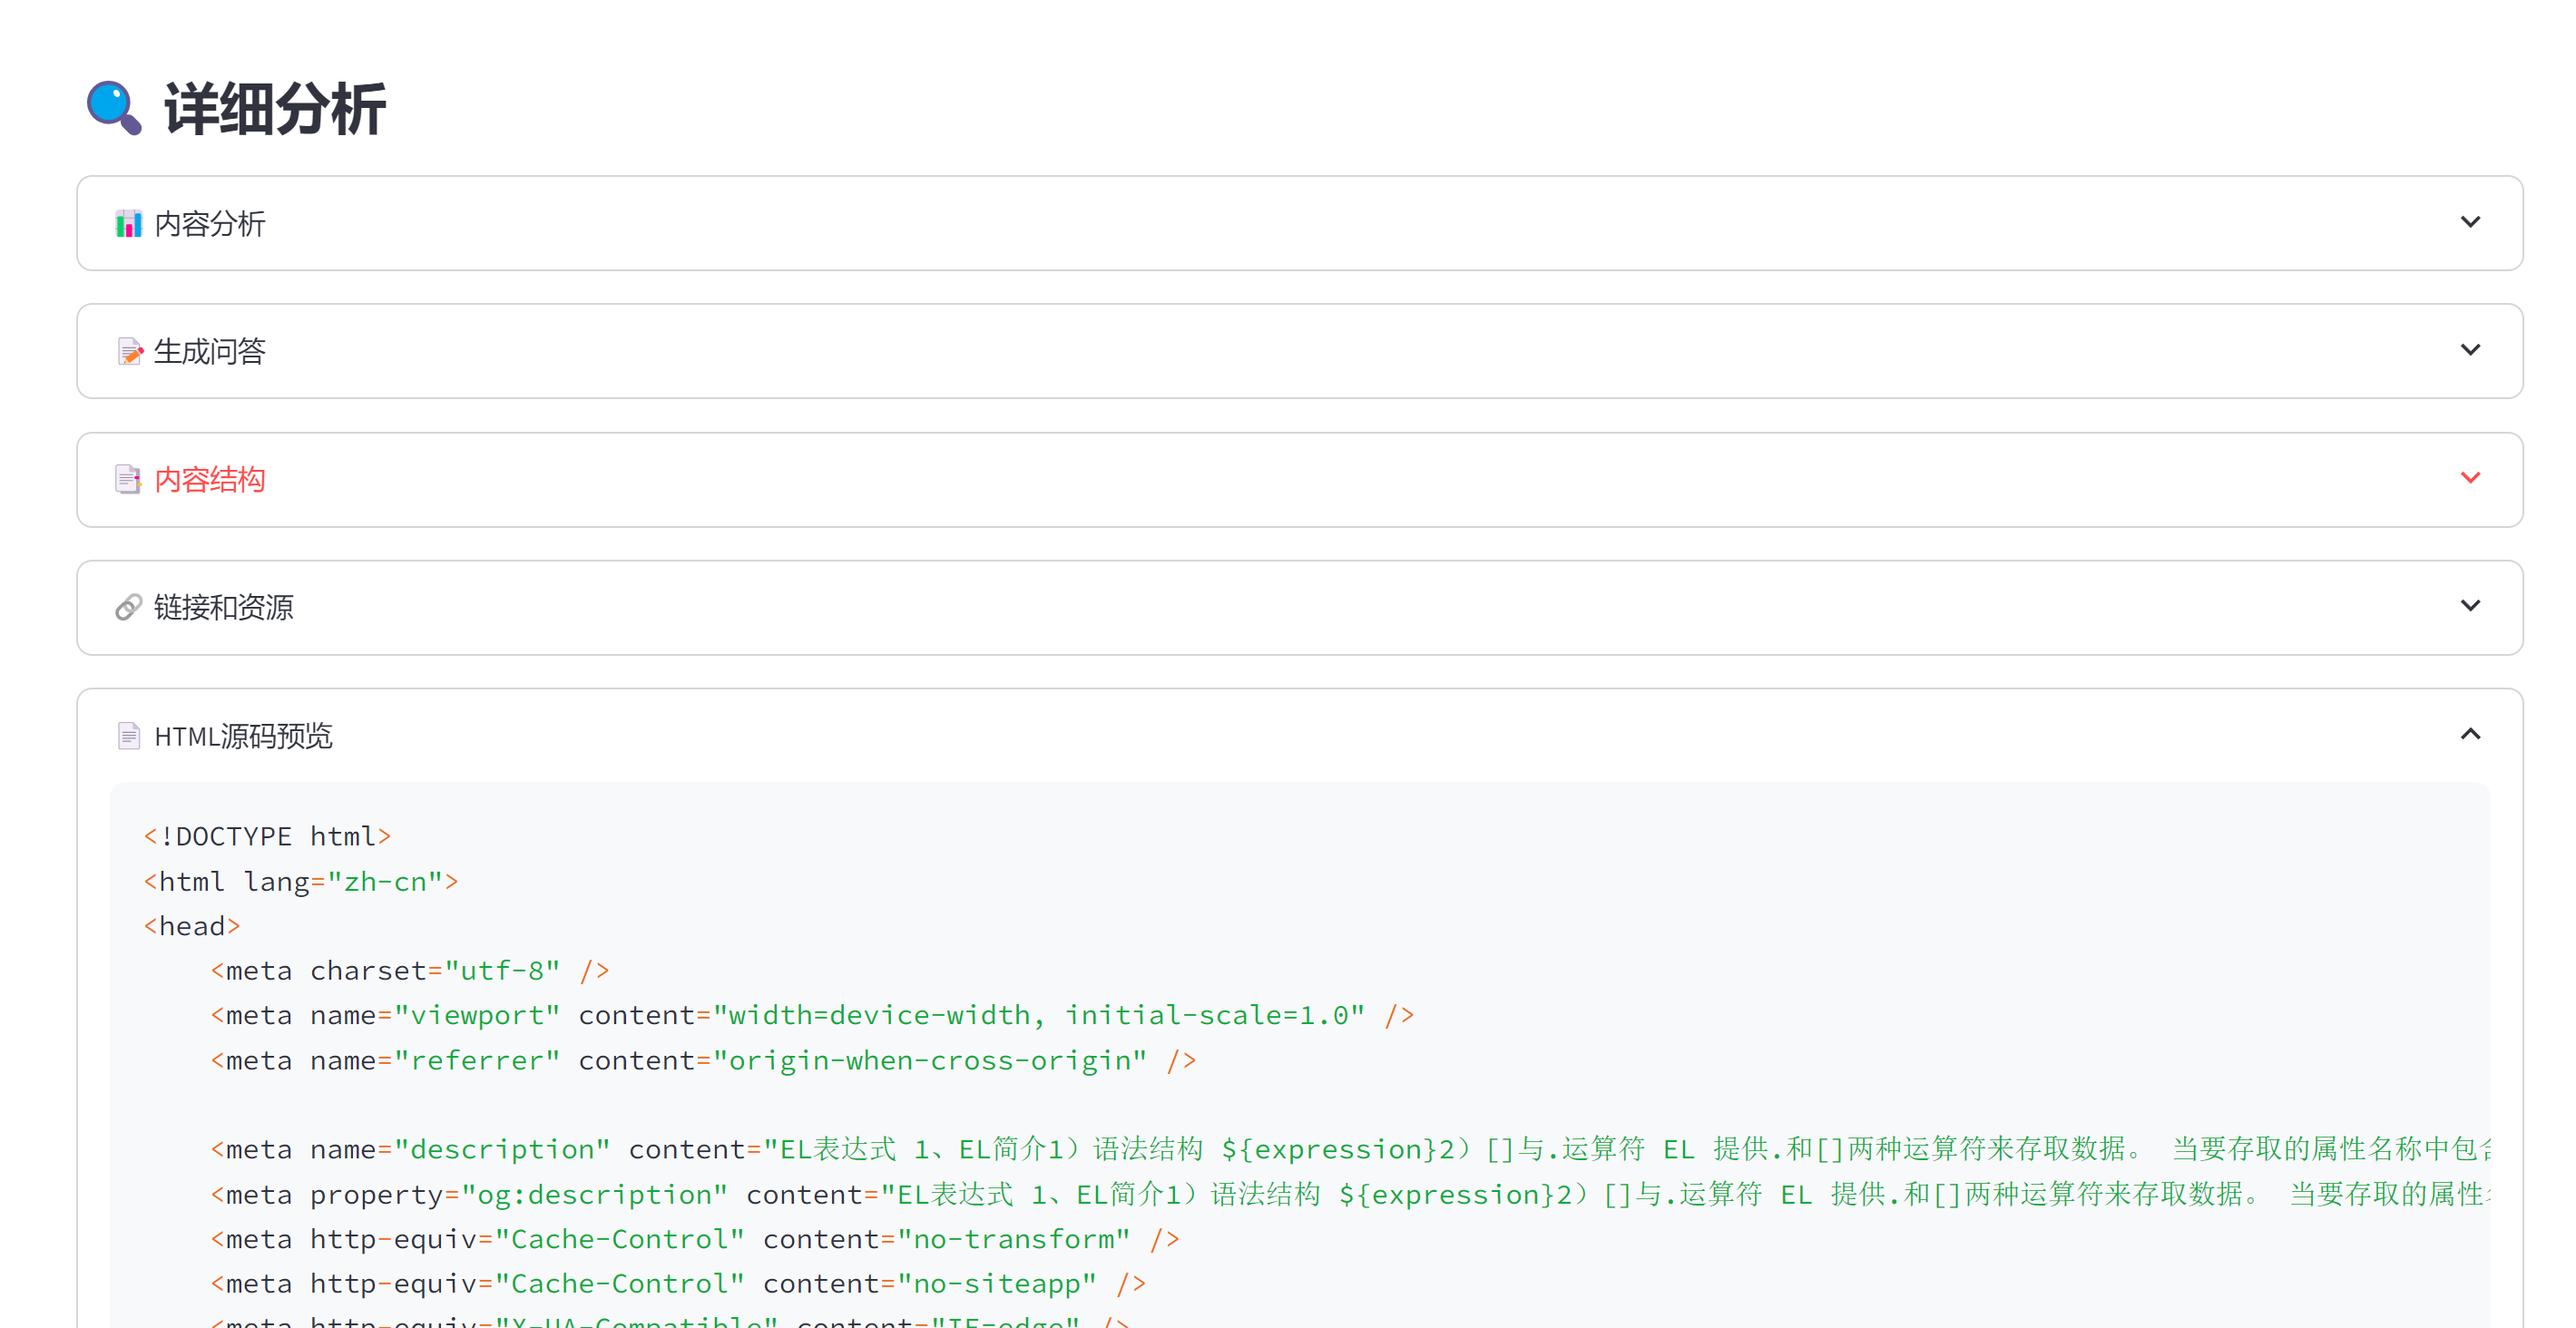 详细分析
内容分析
生成问答
内容结构
链接和资源
HTML源码预览
<!DOCTYPE html>
<html lang="zh-cn">
<head>
    <meta charset="utf-8" />
    <meta name="viewport" content="width=device-width, initial-scale=1.0" />
    <meta name="referrer" content="origin-when-cross-origin" />
    <meta name="description" content="EL表达式 1、EL简介1）语法结构 ${expression}2）[]与.运算符 EL 提供.和[]两种运算符来存取数据。 当要存取的属性名称中包含
    <meta property="og:description" content="EL表达式 1、EL简介1）语法结构 ${expression}2）[]与.运算符 EL 提供.和[]两种运算符来存取数据。 当要存取的属性
    <meta http-equiv="Cache-Control" content="no-transform" />
    <meta http-equiv="Cache-Control" content="no-siteapp" />
    <meta http-equiv="X-UA-Compatible" content="IE=edge" />